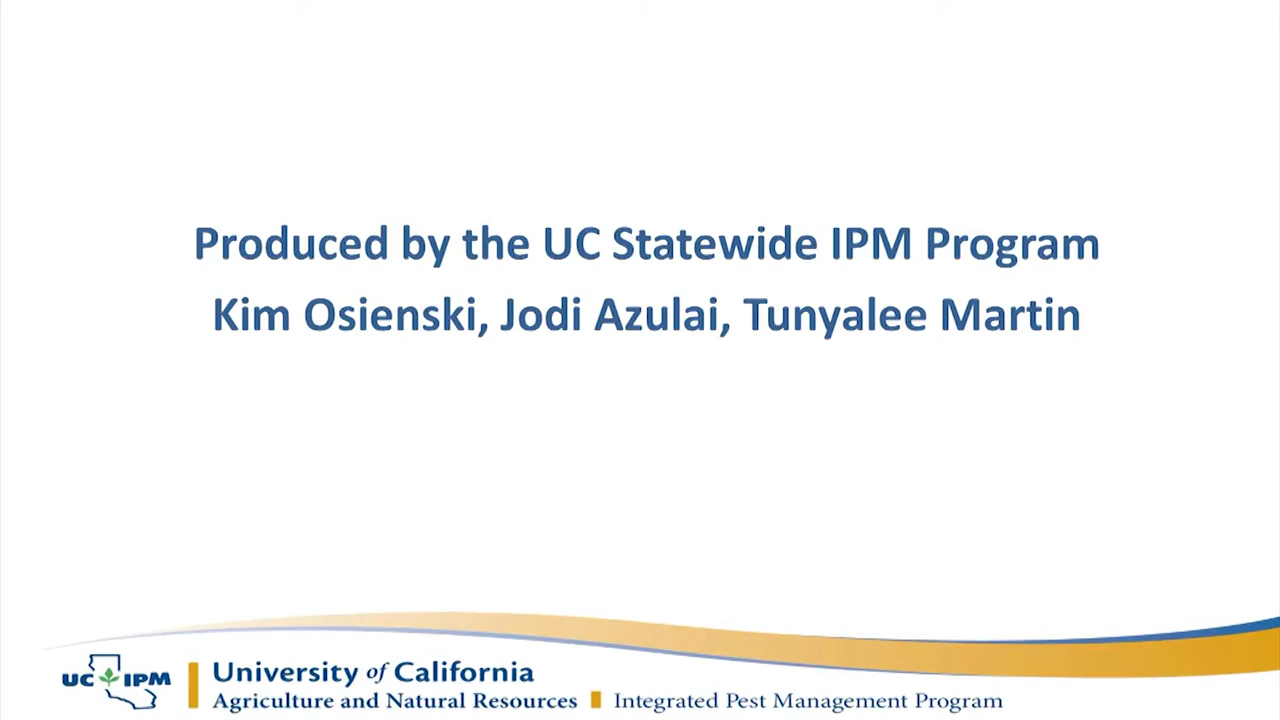 Produced by the UC Statewide IPM Program
Kim Osienski, Jodi Azulai, Tunyalee Martin
UC IPM
University of California
Agriculture and Natural Resources Integrated Pest Management Program